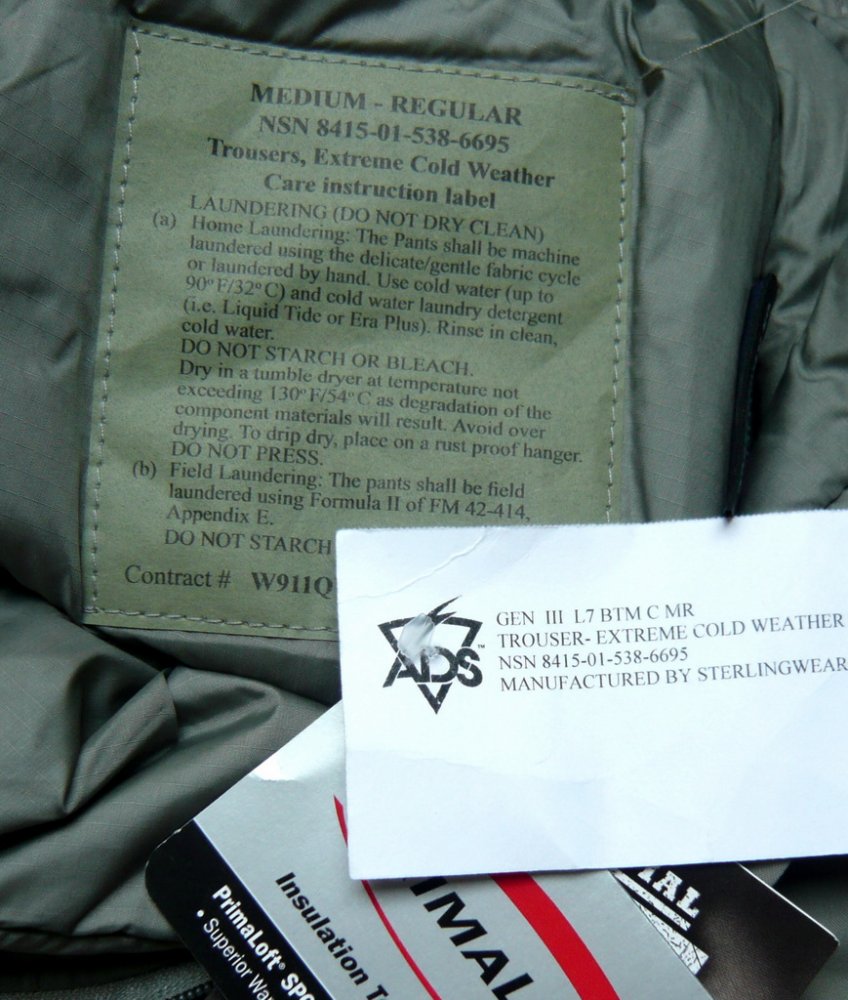 MEDIUM - REGULAR
NSN 8415-01-538-6695
Trousers, Extreme Cold Weather
Care instruction label
LAUNDERING (DO NOT DRY CLEAN)
(a) Home Laundering: The Pants shall be machine
laundered using the delicate/gentle fabric cycle
or laundered by hand. Use cold water (up to
90°F/32°C) and cold water laundry detergent
(i.e. Liquid Tide or Era Plus). Rinse in clean,
cold water.
DO NOT STARCH OR BLEACH.
Dry in a tumble dryer at temperature not
exceeding 130°F/54°C as degradation of the
component materials will result. Avoid over
drying. To drip dry, place on a rust proof hanger.
DO NOT PRESS.
(b) Field Laundering: The pants shall be field
laundered using Formula II of FM 42-414,
Appendix E.
DO NOT STARCH
Contract # W911Q
ADS™
GEN III L7 BTM C MR
TROUSER- EXTREME COLD WEATHER
NSN 8415-01-538-6695
MANUFACTURED BY STERLINGWEAR
PrimaLoft® SPO
• Superior War
Insulation T
IMAL